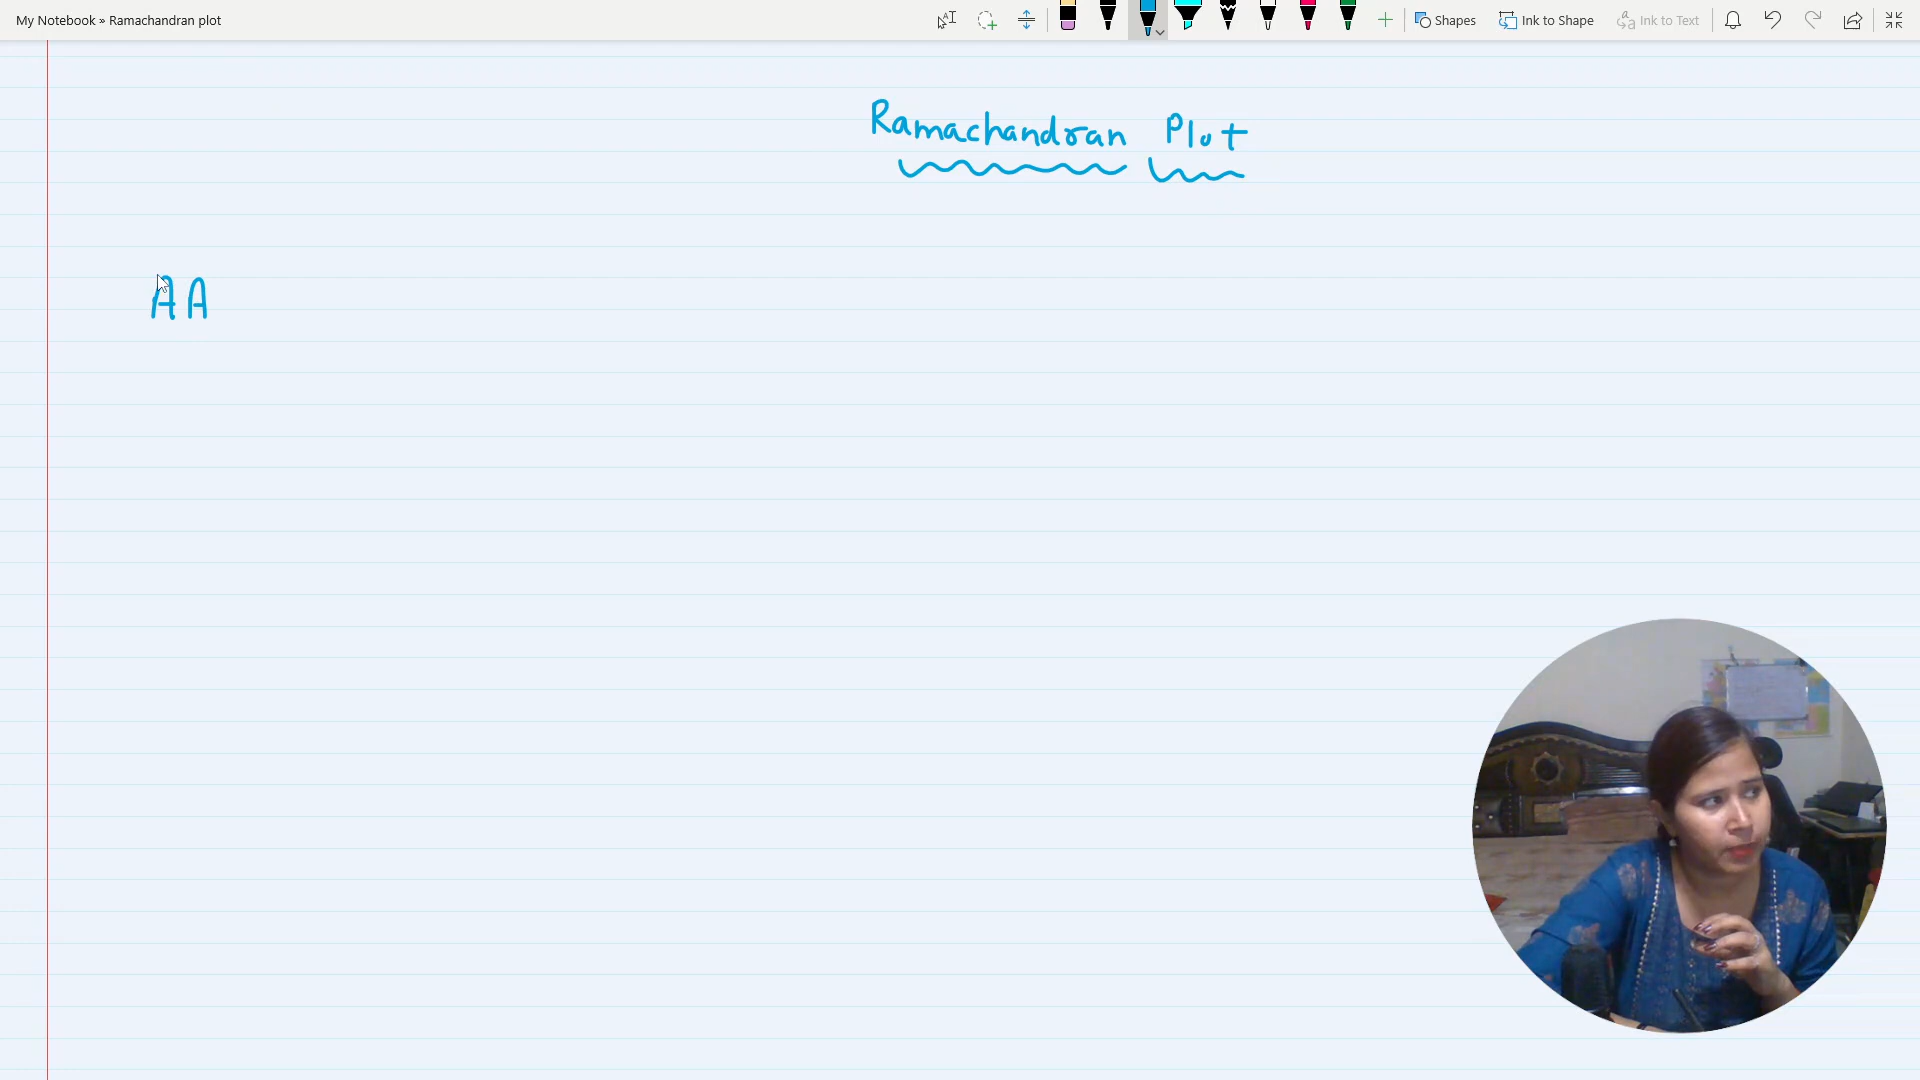 My Notebook » Ramachandran plot
Shapes
Ink to Shape
Ink to Text
Ramachandran Plot
AA